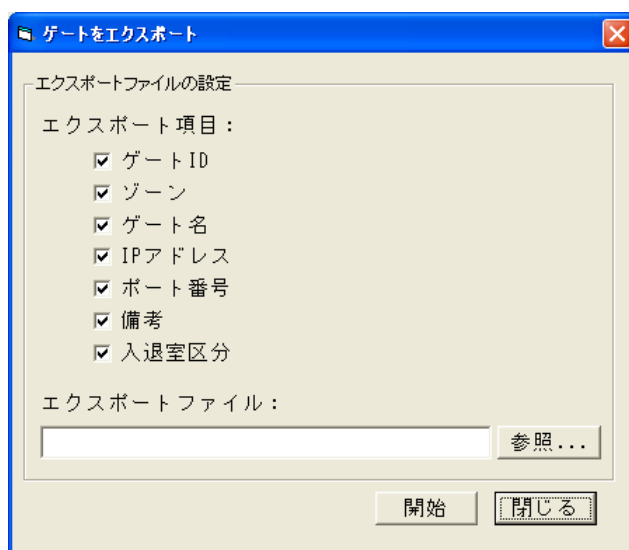 ゲートをエクスポート
エクスポートファイルの設定
エクスポート項目：
ゲートID
ゾーン
ゲート名
IPアドレス
ポート番号
備考
入退室区分
エクスポートファイル：
参照...
開始
閉じる